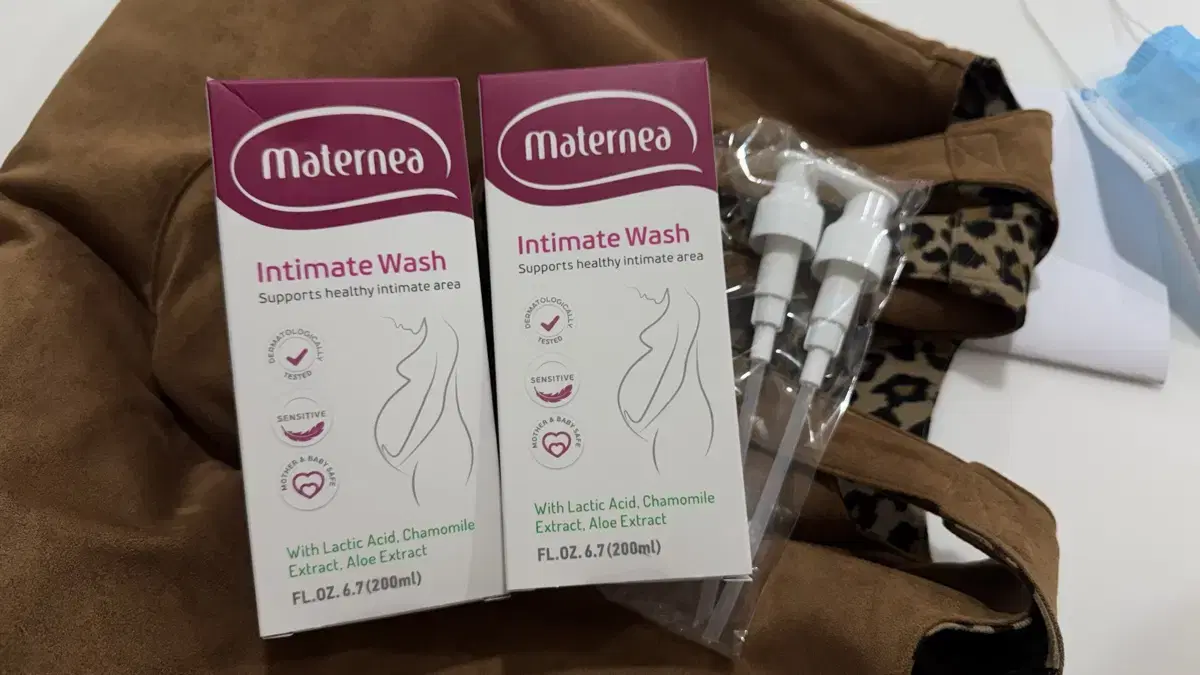 Maternea
Intimate Wash
Supports healthy intimate area
DERMATOLOGICALLY
TESTED
SENSITIVE
MOTHER & BABY SAFE
With Lactic Acid, Chamomile
Extract, Aloe Extract
FL.OZ. 6.7 (200ml)
Maternea
Intimate Wash
Supports healthy intimate area
DERMATOLOGICALLY
TESTED
SENSITIVE
MOTHER & BABY SAFE
With Lactic Acid, Chamomile
Extract, Aloe Extract
FL.OZ. 6.7 (200ml)